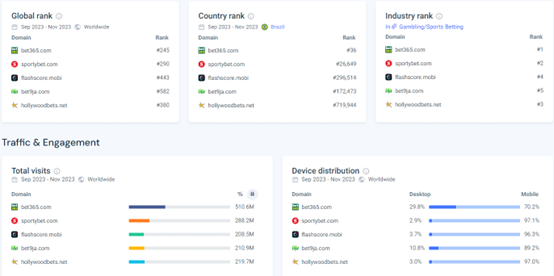 Global rank
Sep 2023 - Nov 2023 Worldwide
Domain Rank
bet365.com #245
sportybet.com #290
flashscore.mobi #443
bet9ja.com #582
hollywoodbets.net #380
Country rank
Sep 2023 - Nov 2023 Brazil
Domain Rank
bet365.com #36
sportybet.com #26,649
flashscore.mobi #296,514
bet9ja.com #172,473
hollywoodbets.net #719,944
Industry rank
In Gambling/Sports Betting
Domain Rank
bet365.com #1
sportybet.com #2
flashscore.mobi #4
bet9ja.com #5
hollywoodbets.net #3
Traffic & Engagement
Total visits
Sep 2023 - Nov 2023 Worldwide
Domain %
bet365.com 510.6M
sportybet.com 288.2M
flashscore.mobi 208.5M
bet9ja.com 210.9M
hollywoodbets.net 219.7M
Device distribution
Sep 2023 - Nov 2023 Worldwide
Domain Desktop Mobile
bet365.com 29.8% 70.2%
sportybet.com 2.9% 97.1%
flashscore.mobi 3.7% 96.3%
bet9ja.com 10.8% 89.2%
hollywoodbets.net 3.0% 97.0%